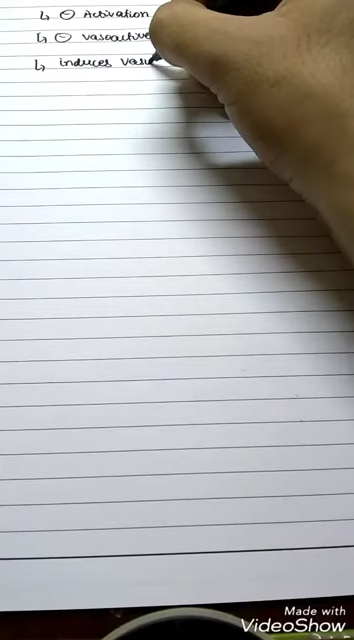 ↳ ⊖ Activation
↳ ⊖ vasoactive
↳ induces
Made with
VideoShow